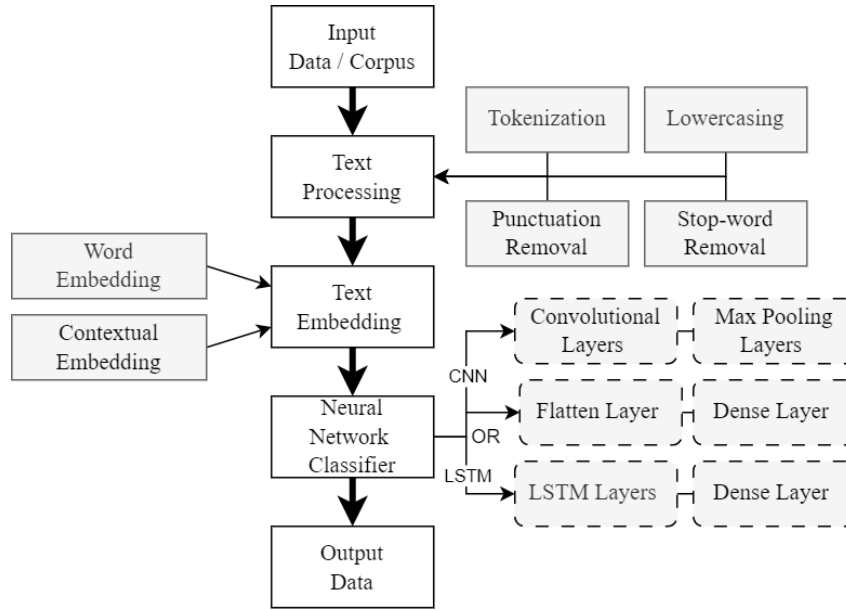 Input
Data / Corpus
Tokenization
Lowercasing
Text
Processing
Punctuation
Removal
Stop-word
Removal
Word
Embedding
Text
Embedding
Contextual
Embedding
Convolutional
Layers
Max Pooling
Layers
CNN
Neural
Network
Classifier
OR
Flatten Layer
Dense Layer
LSTM
LSTM Layers
Dense Layer
Output
Data